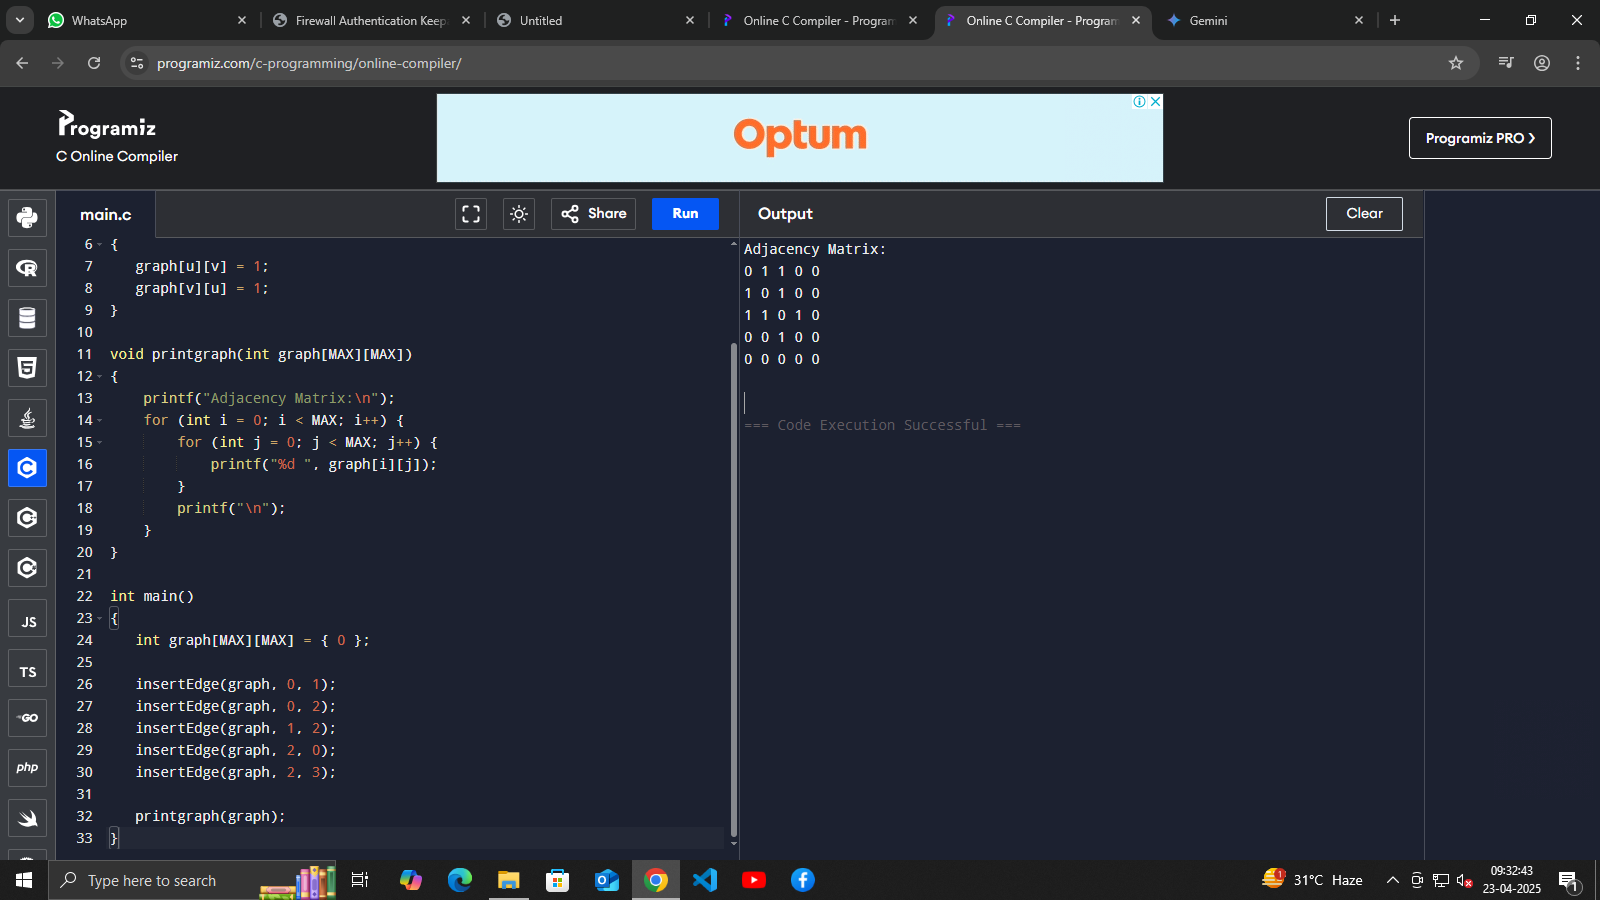 WhatsApp
Firewall Authentication Keep
Untitled
Online C Compiler - Program
Online C Compiler - Program
Gemini
programiz.com/c-programming/online-compiler/
Programiz
C Online Compiler
Optum
Programiz PRO ❯
main.c
Share
Run
Output
Clear
6 {
7 graph[u][v] = 1;
8 graph[v][u] = 1;
9 }
10
11 void printgraph(int graph[MAX][MAX])
12 {
13 printf("Adjacency Matrix:\n");
14 for (int i = 0; i < MAX; i++) {
15 for (int j = 0; j < MAX; j++) {
16 printf("%d ", graph[i][j]);
17 }
18 printf("\n");
19 }
20 }
21
22 int main()
23 {
24 int graph[MAX][MAX] = { 0 };
25
26 insertEdge(graph, 0, 1);
27 insertEdge(graph, 0, 2);
28 insertEdge(graph, 1, 2);
29 insertEdge(graph, 2, 0);
30 insertEdge(graph, 2, 3);
31
32 printgraph(graph);
33 }
Adjacency Matrix:
0 1 1 0 0
1 0 1 0 0
1 1 0 1 0
0 0 1 0 0
0 0 0 0 0
=== Code Execution Successful ===
JS
TS
GO
php
Type here to search
1
31°C Haze
09:32:43
23-04-2025
1